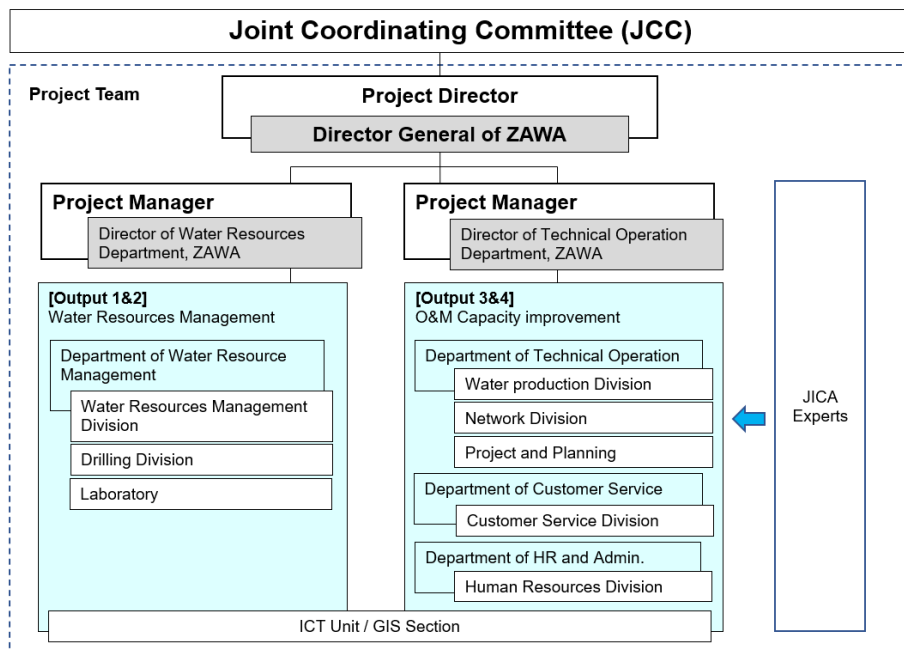 Joint Coordinating Committee (JCC)
Project Team
Project Director
Director General of ZAWA
Project Manager
Director of Water Resources
Department, ZAWA
[Output 1&2]
Water Resources Management
Department of Water Resource
Management
Water Resources Management
Division
Drilling Division
Laboratory
Project Manager
Director of Technical Operation
Department, ZAWA
[Output 3&4]
O&M Capacity improvement
Department of Technical Operation
Water production Division
Network Division
Project and Planning
Department of Customer Service
Customer Service Division
Department of HR and Admin.
Human Resources Division
JICA
Experts
ICT Unit / GIS Section